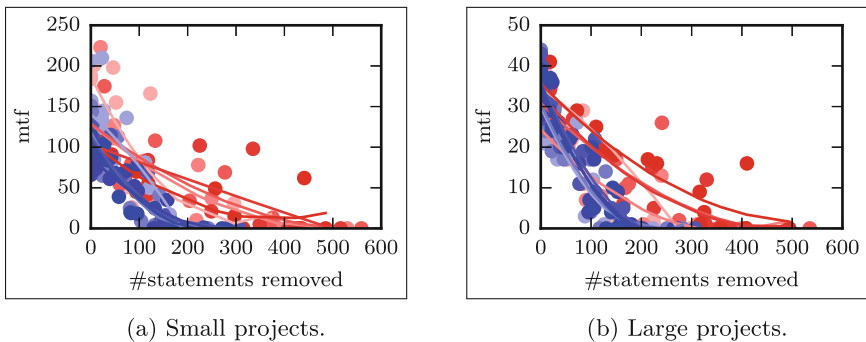 250
200
150
100
50
0
mtf
0 100 200 300 400 500 600
#statements removed
(a) Small projects.
50
40
30
20
10
0
mtf
0 100 200 300 400 500 600
#statements removed
(b) Large projects.